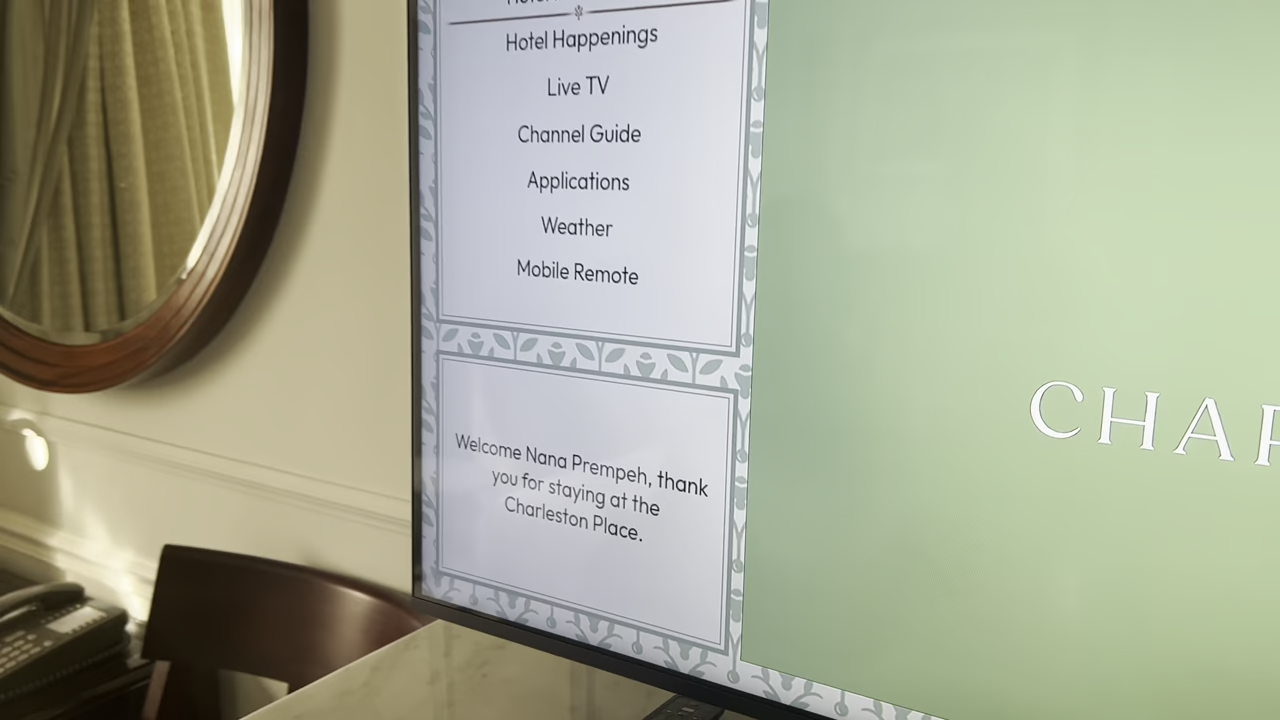 Hotel Happenings
Live TV
Channel Guide
Applications
Weather
Mobile Remote
Welcome Nana Prempeh, thank
you for staying at the
Charleston Place.
CHAR